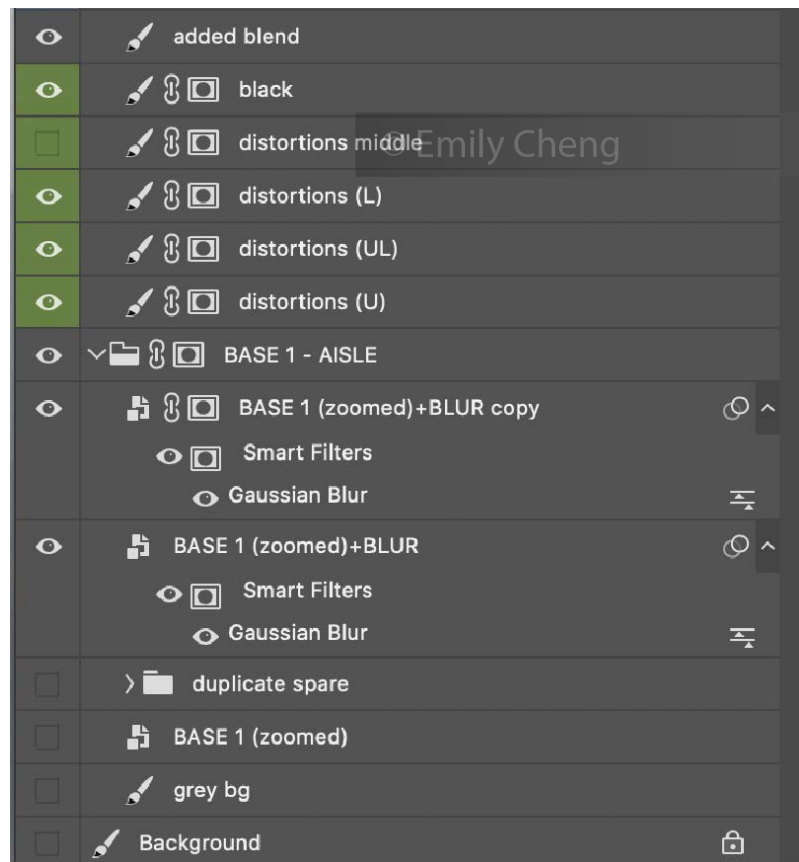 added blend
black
distortions middle
© Emily Cheng
distortions (L)
distortions (UL)
distortions (U)
BASE 1 - AISLE
BASE 1 (zoomed)+BLUR copy
Smart Filters
Gaussian Blur
BASE 1 (zoomed)+BLUR
Smart Filters
Gaussian Blur
duplicate spare
BASE 1 (zoomed)
grey bg
Background